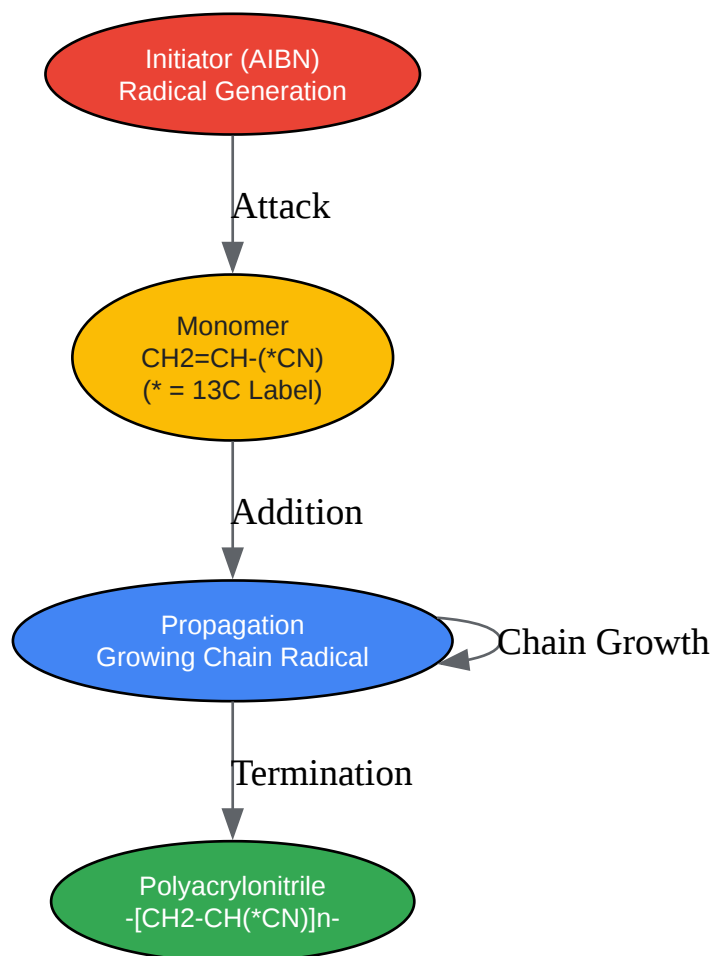 Initiator (AIBN)
Radical Generation
Attack
Monomer
CH2=CH-(*CN)
(* = 13C Label)
Addition
Propagation
Growing Chain Radical
Chain Growth
Termination
Polyacrylonitrile
-[CH2-CH(*CN)]n-